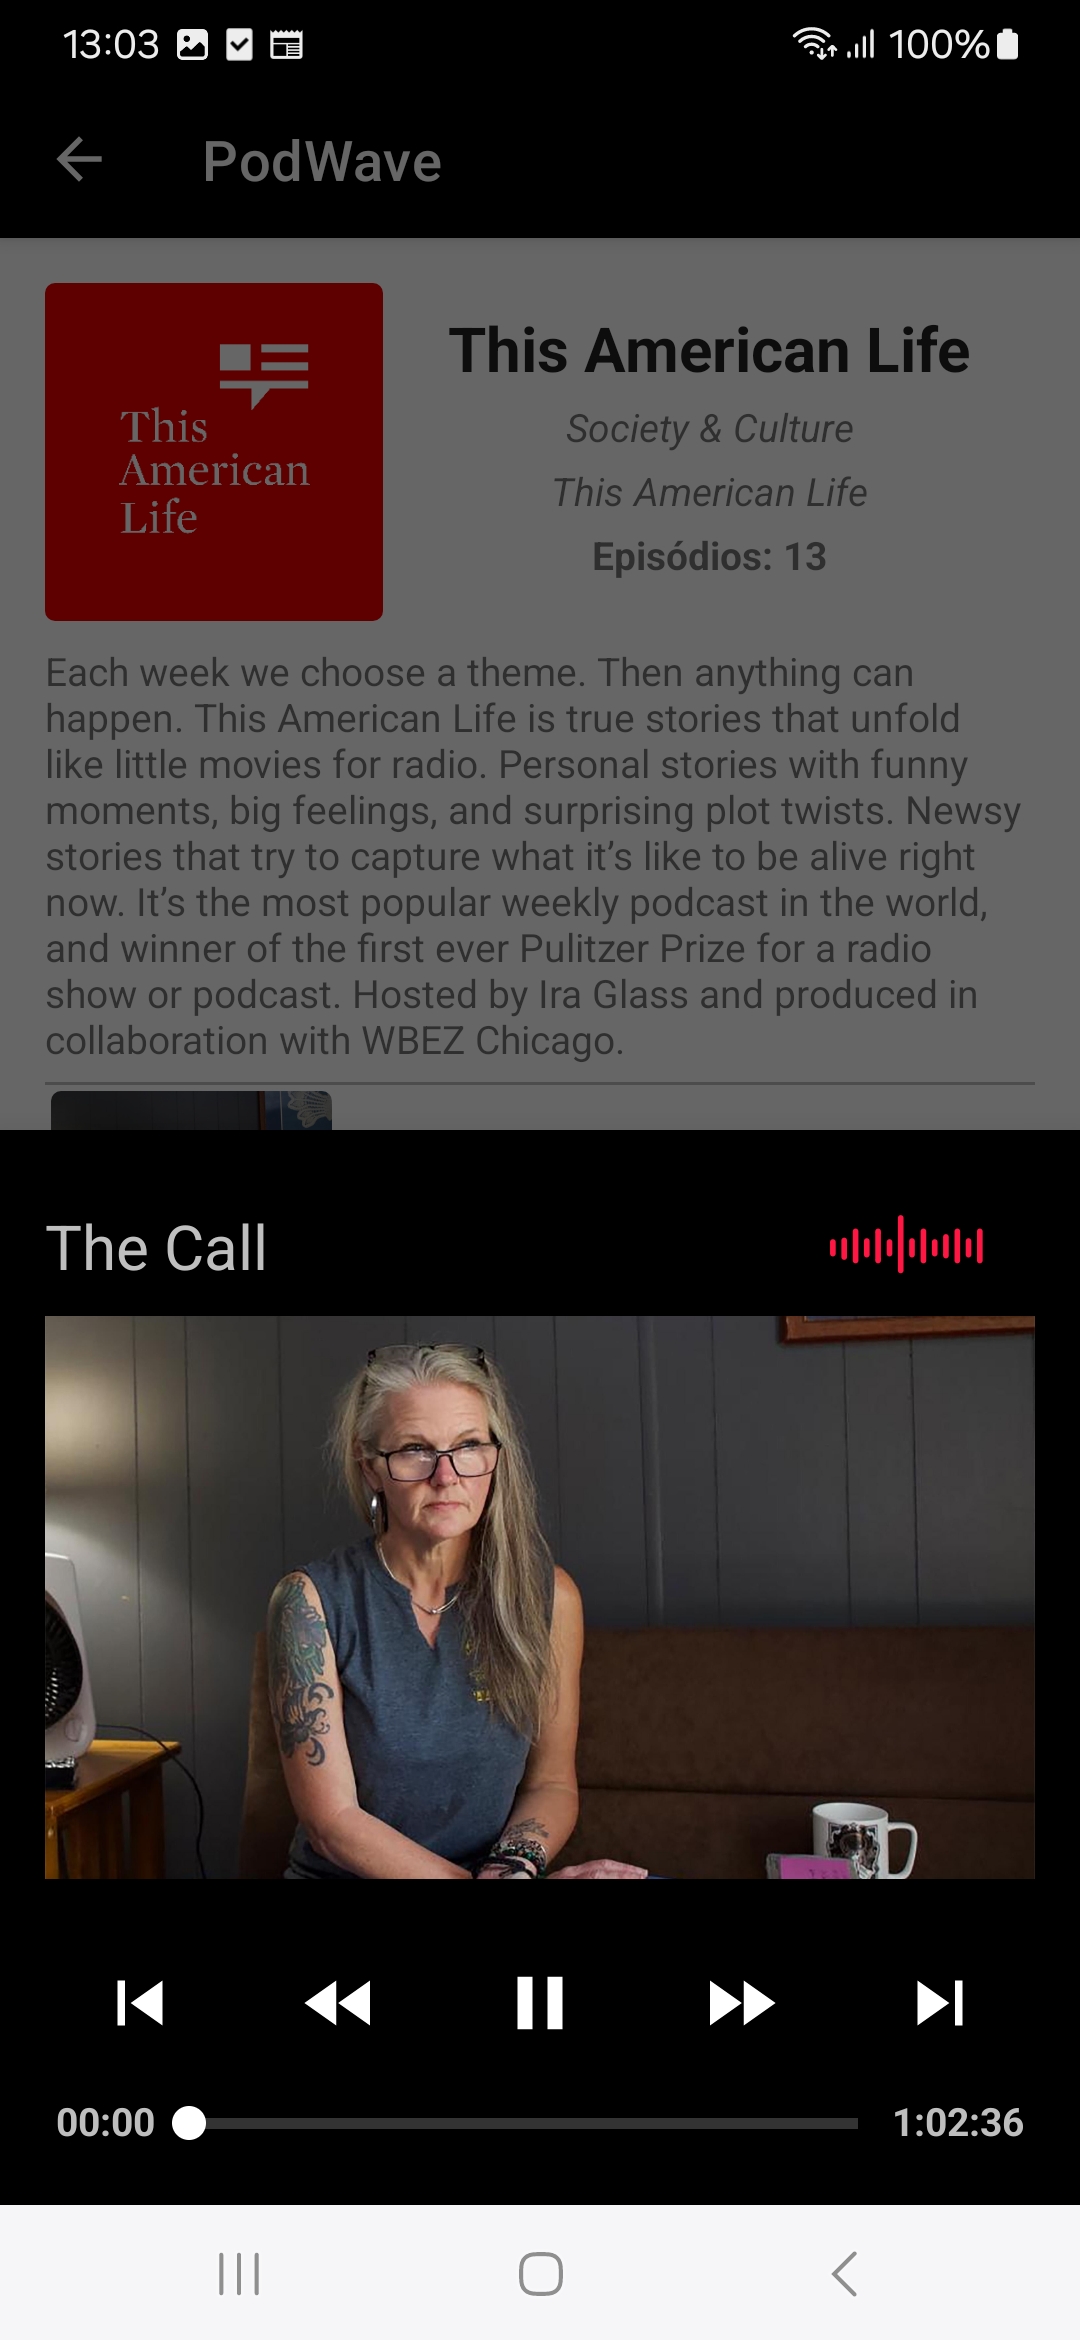 13:03
100%
PodWave
This
American
Life
This American Life
Society & Culture
This American Life
Episódios: 13
Each week we choose a theme. Then anything can
happen. This American Life is true stories that unfold
like little movies for radio. Personal stories with funny
moments, big feelings, and surprising plot twists. Newsy
stories that try to capture what it’s like to be alive right
now. It’s the most popular weekly podcast in the world,
and winner of the first ever Pulitzer Prize for a radio
show or podcast. Hosted by Ira Glass and produced in
collaboration with WBEZ Chicago.
The Call
00:00
1:02:36